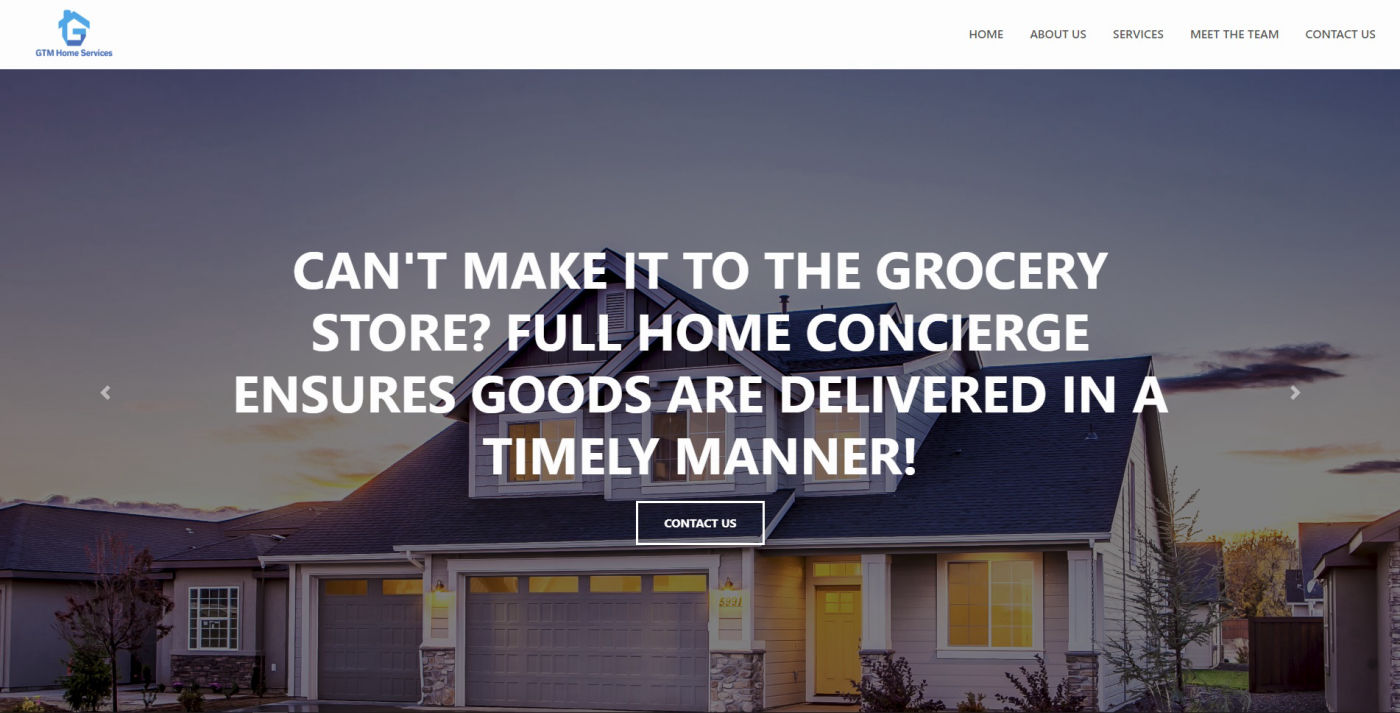 GTM Home Services
HOME
ABOUT US
SERVICES
MEET THE TEAM
CONTACT US
CAN'T MAKE IT TO THE GROCERY
STORE? FULL HOME CONCIERGE
ENSURES GOODS ARE DELIVERED IN A
TIMELY MANNER!
CONTACT US
5991